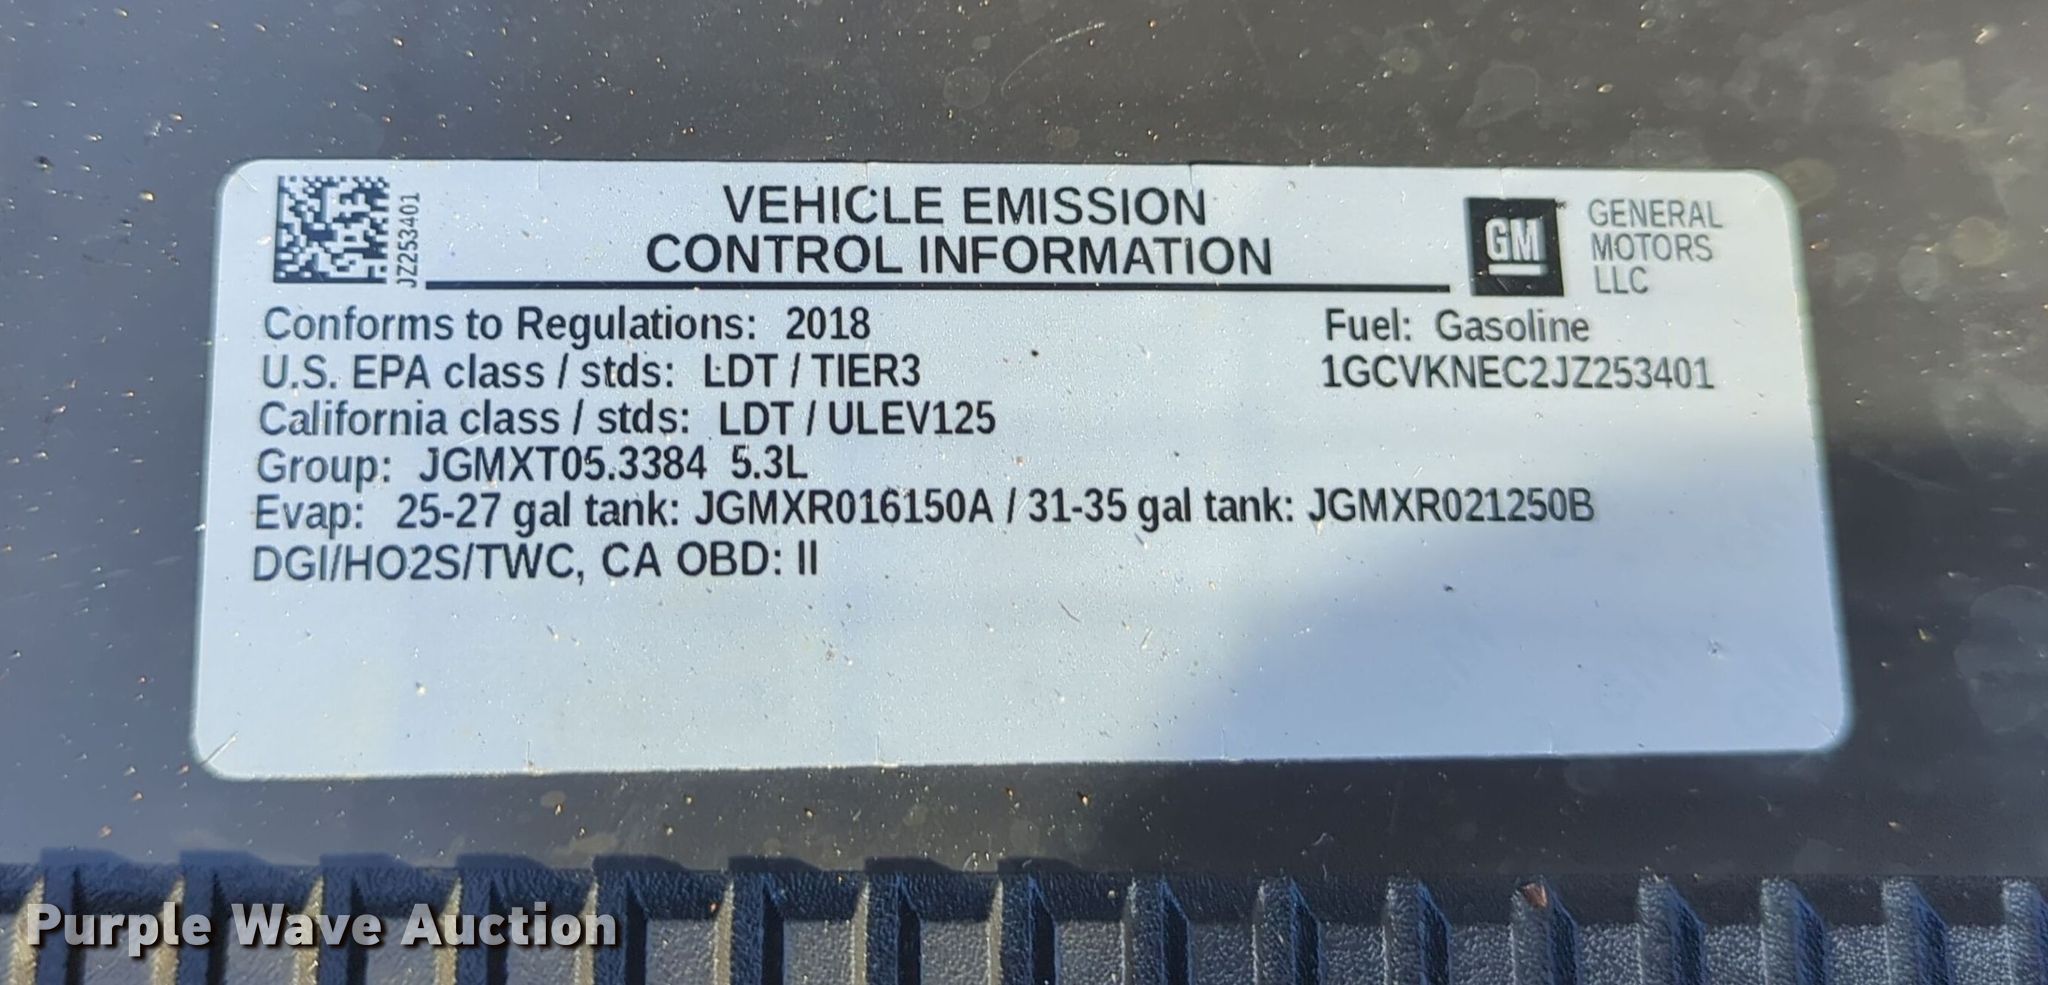 JZ253401
VEHICLE EMISSION
CONTROL INFORMATION
GM
GENERAL
MOTORS
LLC
Conforms to Regulations: 2018
Fuel: Gasoline
U.S. EPA class / stds: LDT / TIER3
1GCVKNEC2JZ253401
California class / stds: LDT / ULEV125
Group: JGMXT05.3384 5.3L
Evap: 25-27 gal tank: JGMXR016150A / 31-35 gal tank: JGMXR021250B
DGI/HO2S/TWC, CA OBD: II
Purple Wave Auction